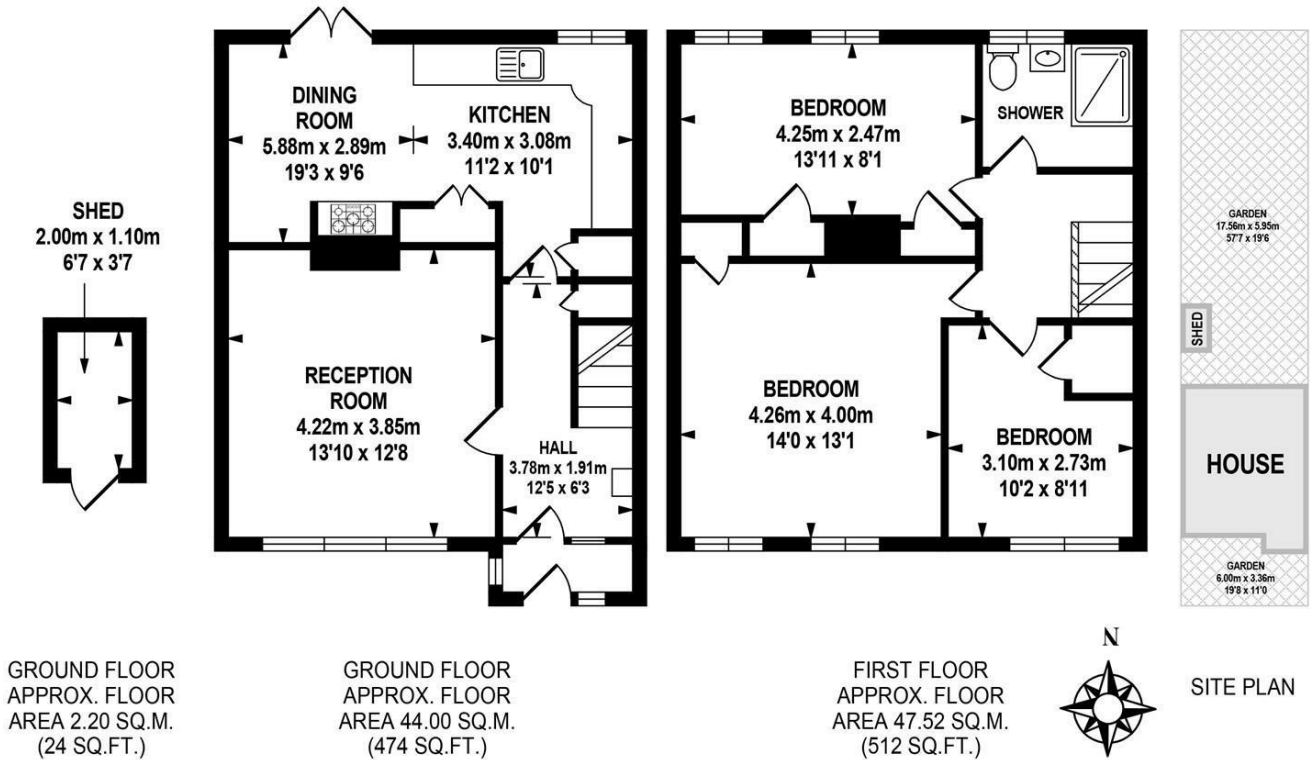 SHED
2.00m x 1.10m
6'7 x 3'7
DINING
ROOM
5.88m x 2.89m
19'3 x 9'6
KITCHEN
3.40m x 3.08m
11'2 x 10'1
RECEPTION
ROOM
4.22m x 3.85m
13'10 x 12'8
HALL
3.78m x 1.91m
12'5 x 6'3
BEDROOM
4.25m x 2.47m
13'11 x 8'1
SHOWER
BEDROOM
4.26m x 4.00m
14'0 x 13'1
BEDROOM
3.10m x 2.73m
10'2 x 8'11
GARDEN
17.56m x 5.95m
57'7 x 19'6
SHED
HOUSE
GARDEN
6.00m x 3.36m
19'8 x 11'0
GROUND FLOOR
APPROX. FLOOR
AREA 2.20 SQ.M.
(24 SQ.FT.)
GROUND FLOOR
APPROX. FLOOR
AREA 44.00 SQ.M.
(474 SQ.FT.)
FIRST FLOOR
APPROX. FLOOR
AREA 47.52 SQ.M.
(512 SQ.FT.)
N
SITE PLAN